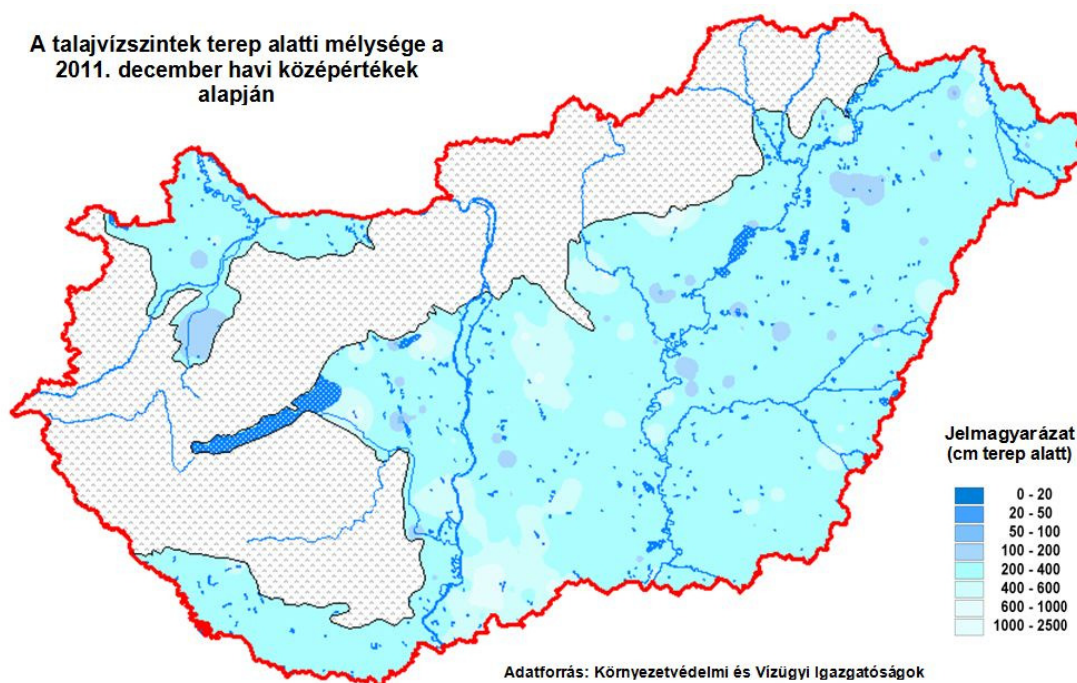 A talajvízszintek terep alatti mélysége a
2011. december havi középértékek
alapján
Jelmagyarázat
(cm terep alatt)
0 - 20
20 - 50
50 - 100
100 - 200
200 - 400
400 - 600
600 - 1000
1000 - 2500
Adatforrás: Környezetvédelmi és Vízügyi Igazgatóságok